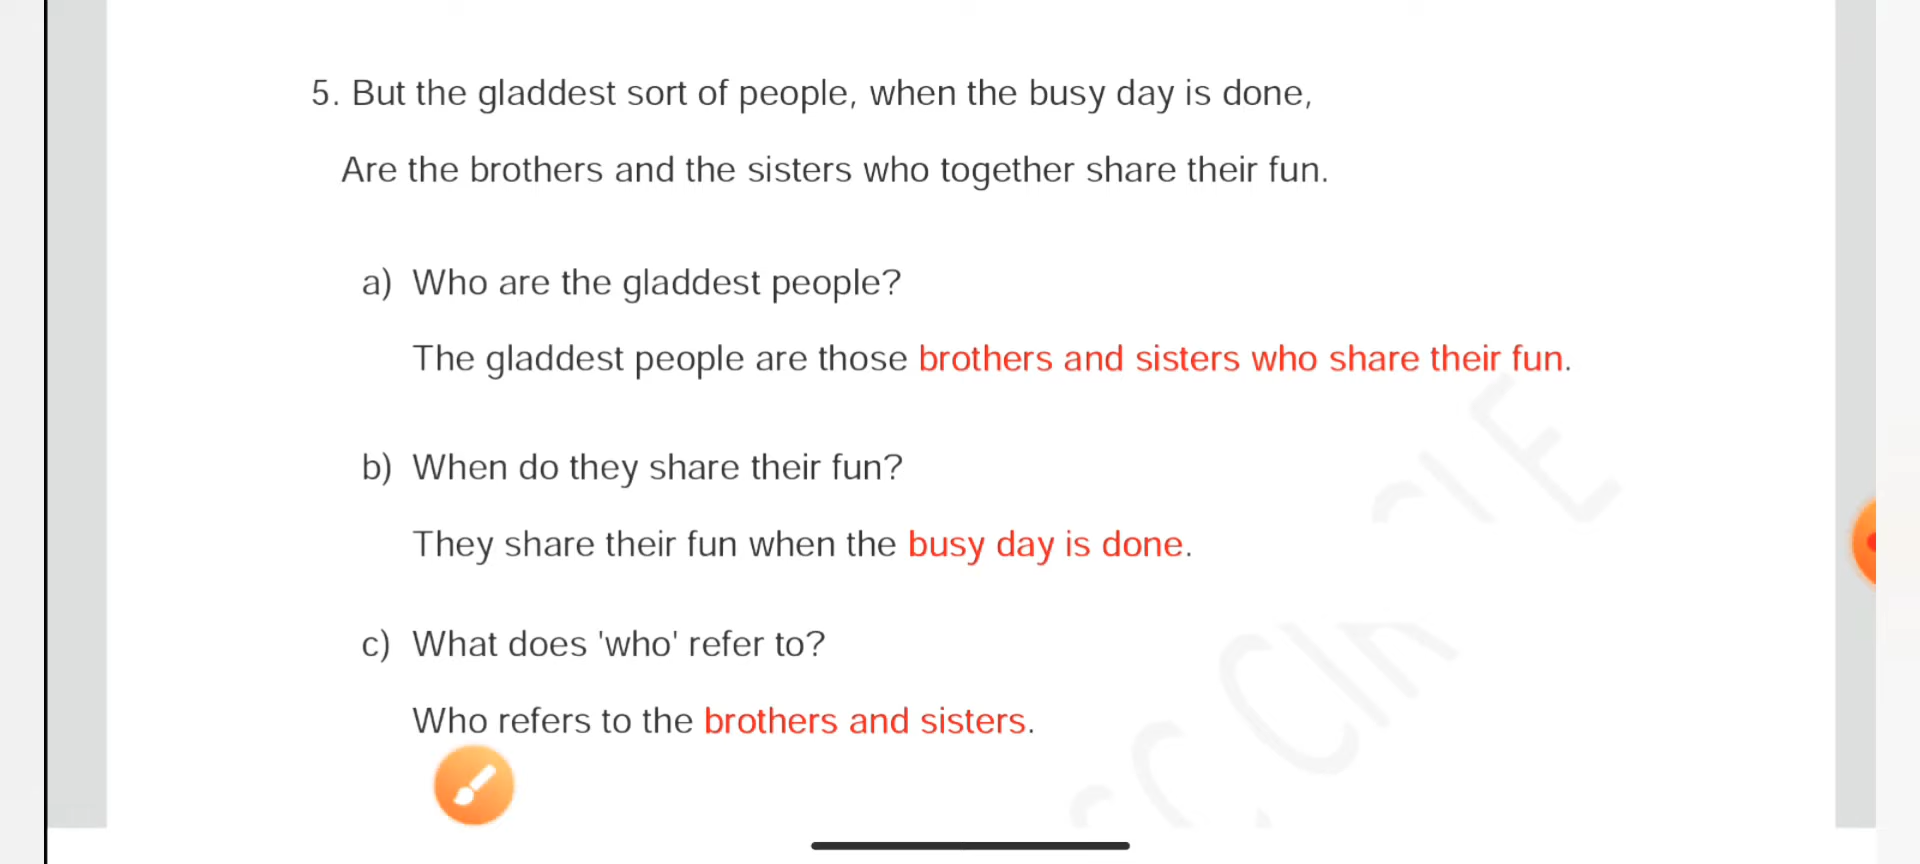 5. But the gladdest sort of people, when the busy day is done,
Are the brothers and the sisters who together share their fun.
a) Who are the gladdest people?
The gladdest people are those brothers and sisters who share their fun.
b) When do they share their fun?
They share their fun when the busy day is done.
c) What does 'who' refer to?
Who refers to the brothers and sisters.